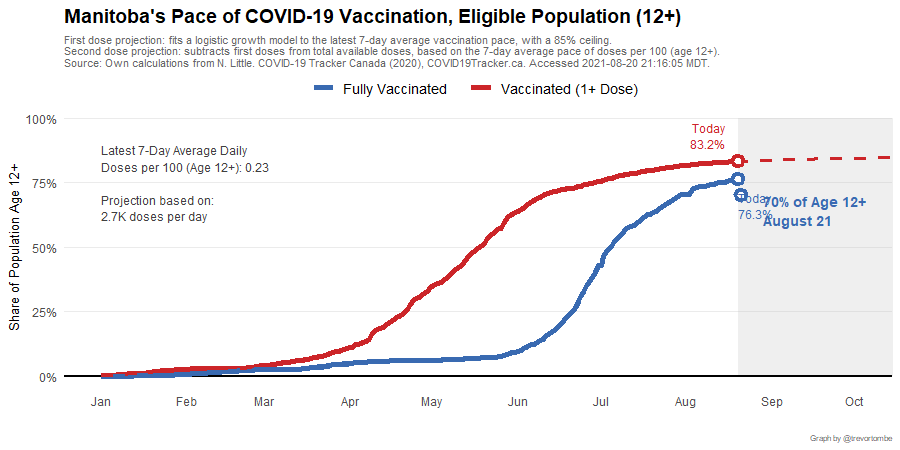 Manitoba's Pace of COVID-19 Vaccination, Eligible Population (12+)
First dose projection: fits a logistic growth model to the latest 7-day average vaccination pace, with a 85% ceiling.
Second dose projection: subtracts first doses from total available doses, based on the 7-day average pace of doses per 100 (age 12+).
Source: Own calculations from N. Little. COVID-19 Tracker Canada (2020), COVID19Tracker.ca. Accessed 2021-08-20 21:16:05 MDT.
Fully Vaccinated
Vaccinated (1+ Dose)
Share of Population Age 12+
100%
75%
50%
25%
0%
Latest 7-Day Average Daily
Doses per 100 (Age 12+): 0.23
Projection based on:
2.7K doses per day
Today
83.2%
Today
76.3%
70% of Age 12+
August 21
Jan
Feb
Mar
Apr
May
Jun
Jul
Aug
Sep
Oct
Graph by @trevortombe